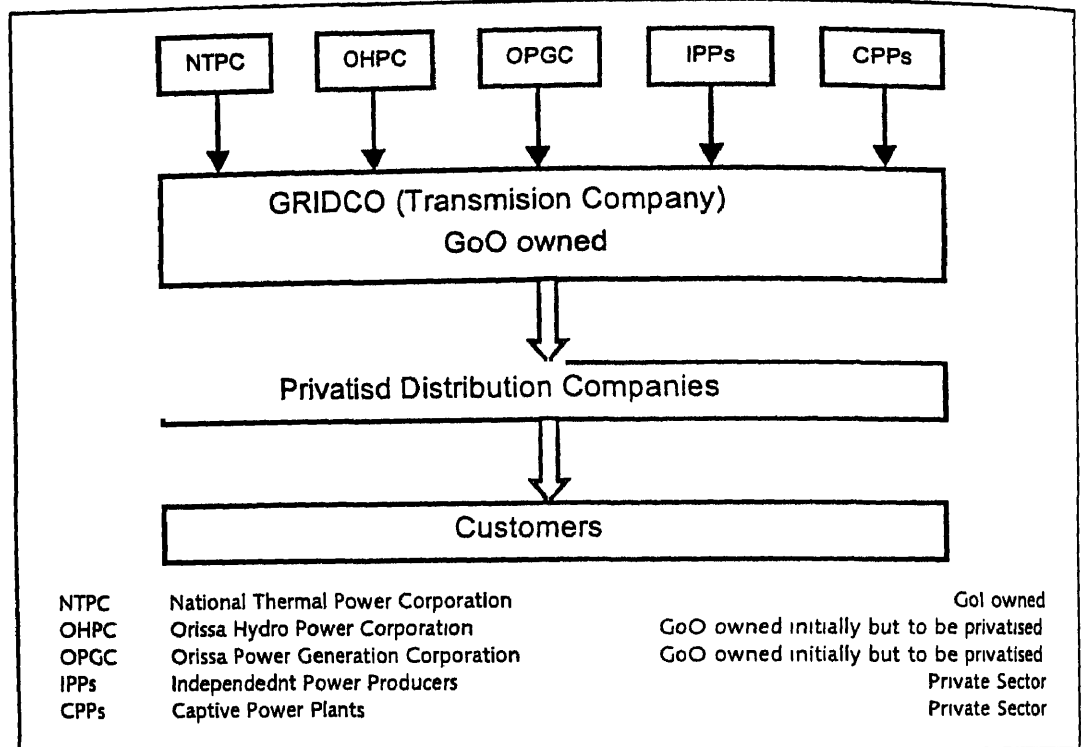 NTPC OHPC OPGC IPPs CPPs
GRIDCO (Transmision Company)
GoO owned
Privatisd Distribution Companies
Customers
NTPC National Thermal Power Corporation GoI owned
OHPC Orissa Hydro Power Corporation GoO owned initially but to be privatised
OPGC Orissa Power Generation Corporation GoO owned initially but to be privatised
IPPs Independednt Power Producers Private Sector
CPPs Captive Power Plants Private Sector